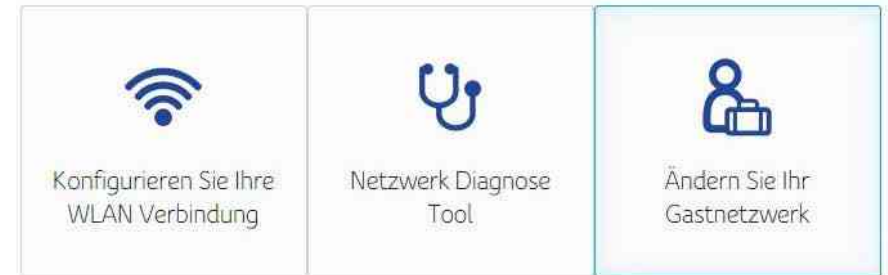 Konfigurieren Sie Ihre
WLAN Verbindung
Netzwerk Diagnose
Tool
Ändern Sie Ihr
Gastnetzwerk